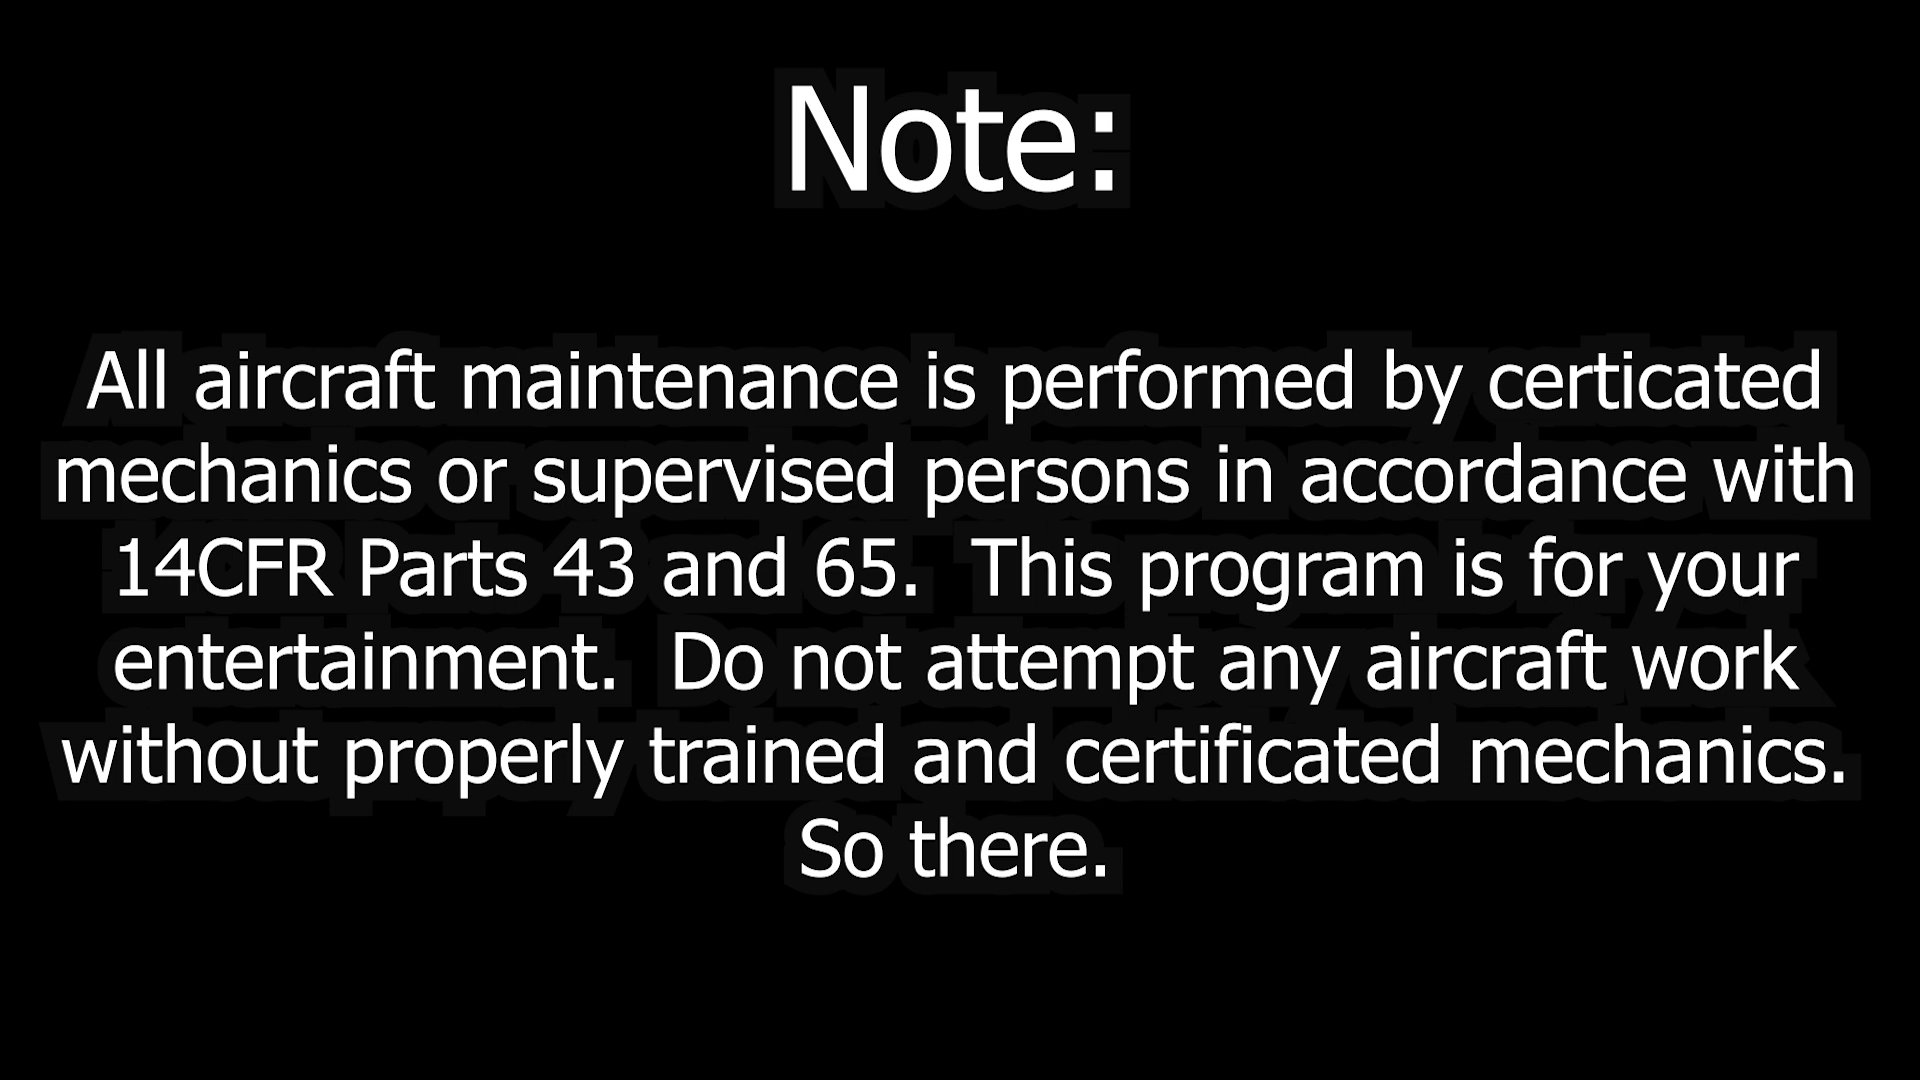 Note:
All aircraft maintenance is performed by certicated
mechanics or supervised persons in accordance with
14CFR Parts 43 and 65.  This program is for your
entertainment.  Do not attempt any aircraft work
without properly trained and certificated mechanics.
So there.